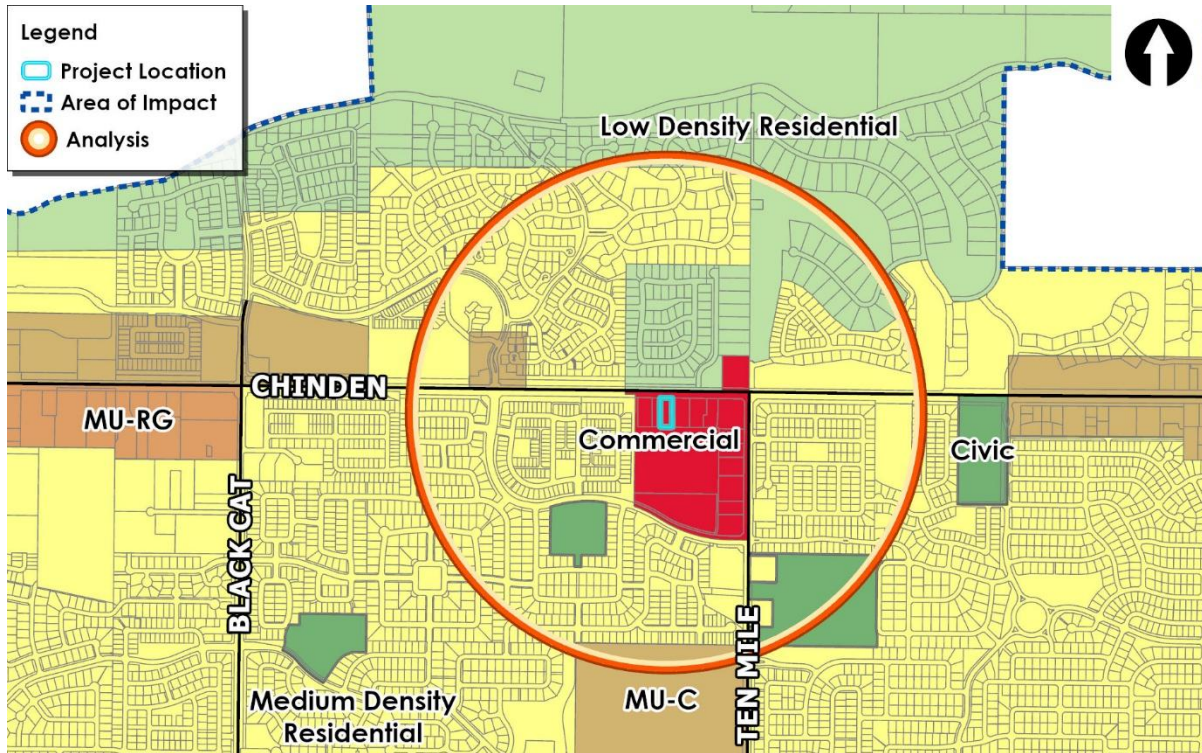 Legend
Project Location
Area of Impact
Analysis
Low Density Residential
CHINDEN
MU-RG
Commercial
Civic
BLACK CAT
TEN MILE
Medium Density
Residential
MU-C